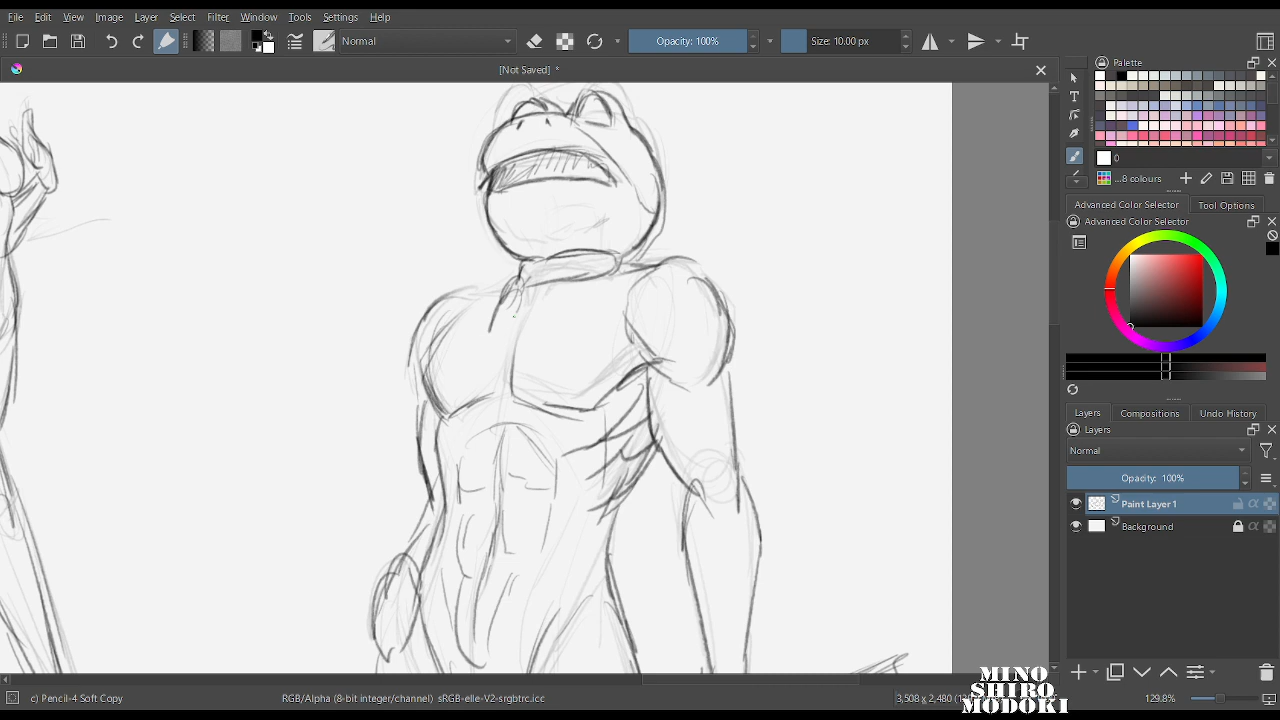 File Edit View Image Layer Select Filter Window Tools Settings Help
Normal
Opacity: 100%
Size: 10.00 px
[Not Saved] *
Palette
0
...8 colours
Advanced Color Selector
Tool Options
Advanced Color Selector
Layers
Compositions
Undo History
Layers
Normal
Opacity: 100%
Paint Layer 1
Background
c) Pencil-4 Soft Copy
RGB/Alpha (8-bit integer/channel) sRGB-elle-V2-srgbtrc.icc
3,508 x 2,480
129.8%
MINO
SHIRO
MODOKI